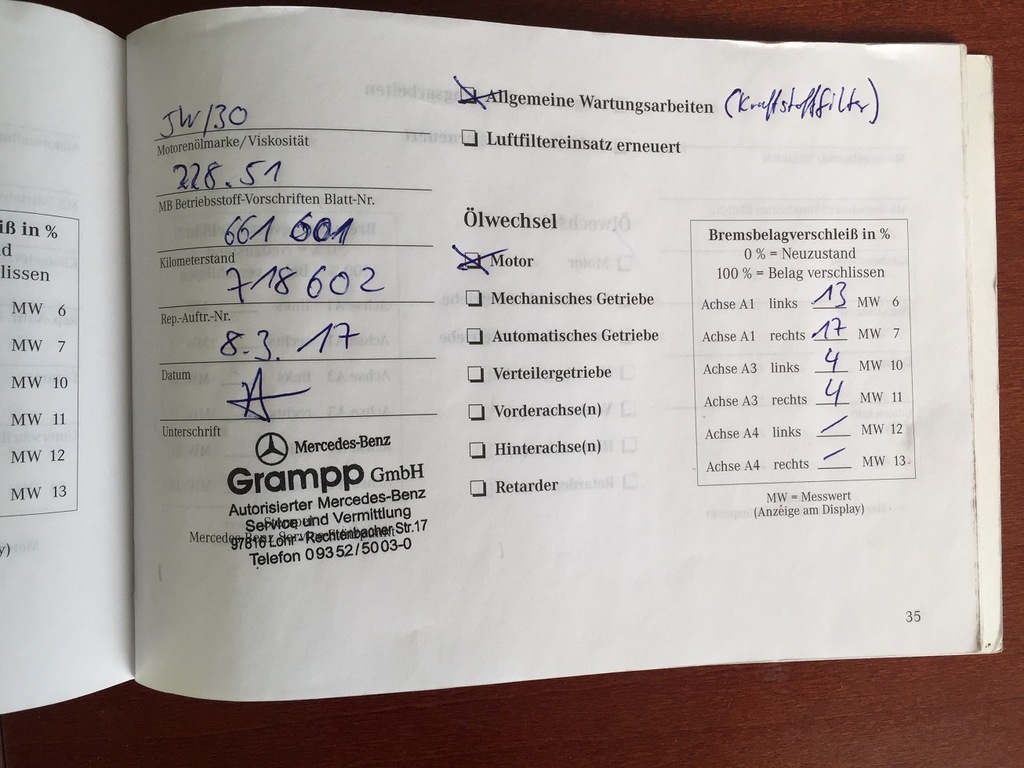 iß in %
d
lissen
MW 6
MW 7
MW 10
MW 11
MW 12
MW 13
y)
5W/30
Motorenölmarke/Viskosität
228.51
MB Betriebsstoff-Vorschriften Blatt-Nr.
661 601
Kilometerstand
718602
Rep.-Auftr.-Nr.
8.3.17
Datum
Unterschrift
Mercedes-Benz
Grampp GmbH
Autorisierter Mercedes-Benz
Service und Vermittlung
97816 Lohr - Rechtenbacher Str.17
Telefon 09352/5003-0
Allgemeine Wartungsarbeiten (Kraftstofffilter)
Luftfiltereinsatz erneuert
Ölwechsel
Motor
Mechanisches Getriebe
Automatisches Getriebe
Verteilergetriebe
Vorderachse(n)
Hinterachse(n)
Retarder
Bremsbelagverschleiß in %
0 % = Neuzustand
100 % = Belag verschlissen
Achse A1 links 13 MW 6
Achse A1 rechts 17 MW 7
Achse A3 links 4 MW 10
Achse A3 rechts 4 MW 11
Achse A4 links — MW 12
Achse A4 rechts — MW 13
MW = Messwert
(Anzeige am Display)
35